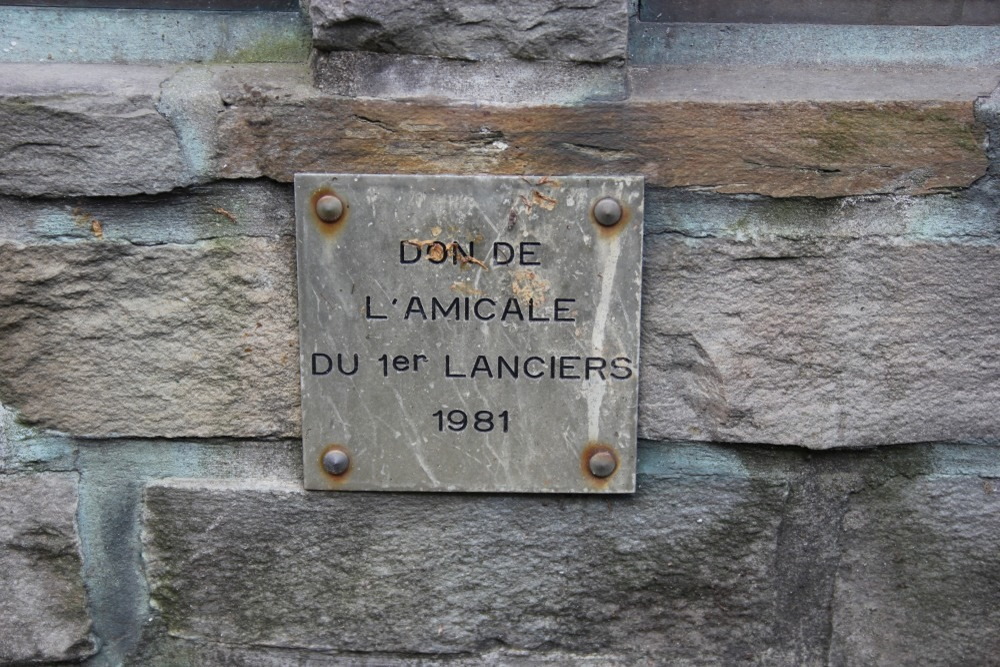 DON DE
L'AMICALE
DU 1er LANCIERS
1981